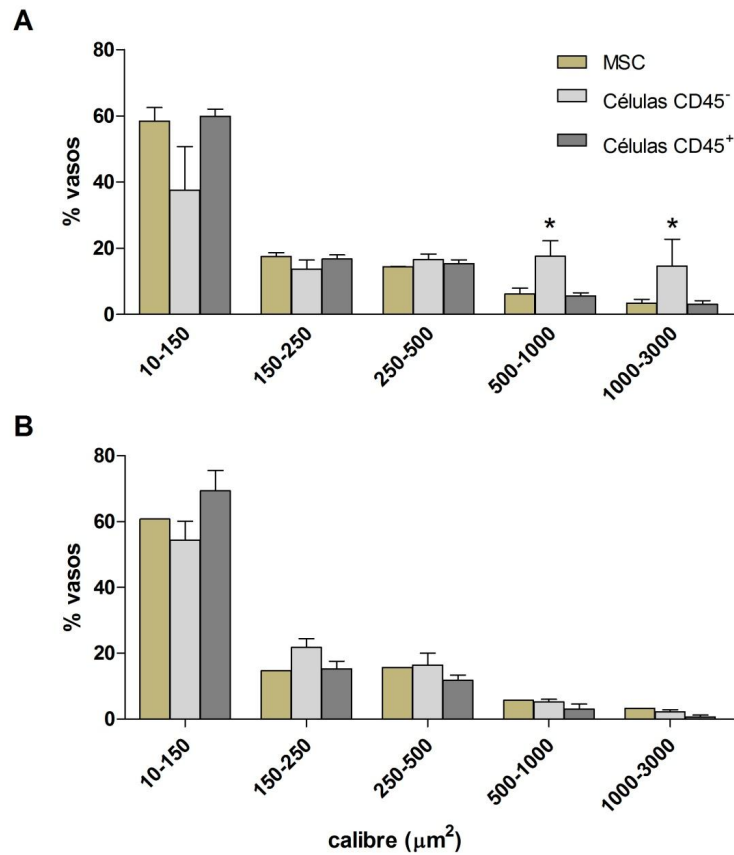 A
80
60
40
20
0
% vasos
MSC
Células CD45⁻
Células CD45⁺
*
*
10-150
150-250
250-500
500-1000
1000-3000
B
80
60
40
20
0
% vasos
10-150
150-250
250-500
500-1000
1000-3000
calibre (μm²)